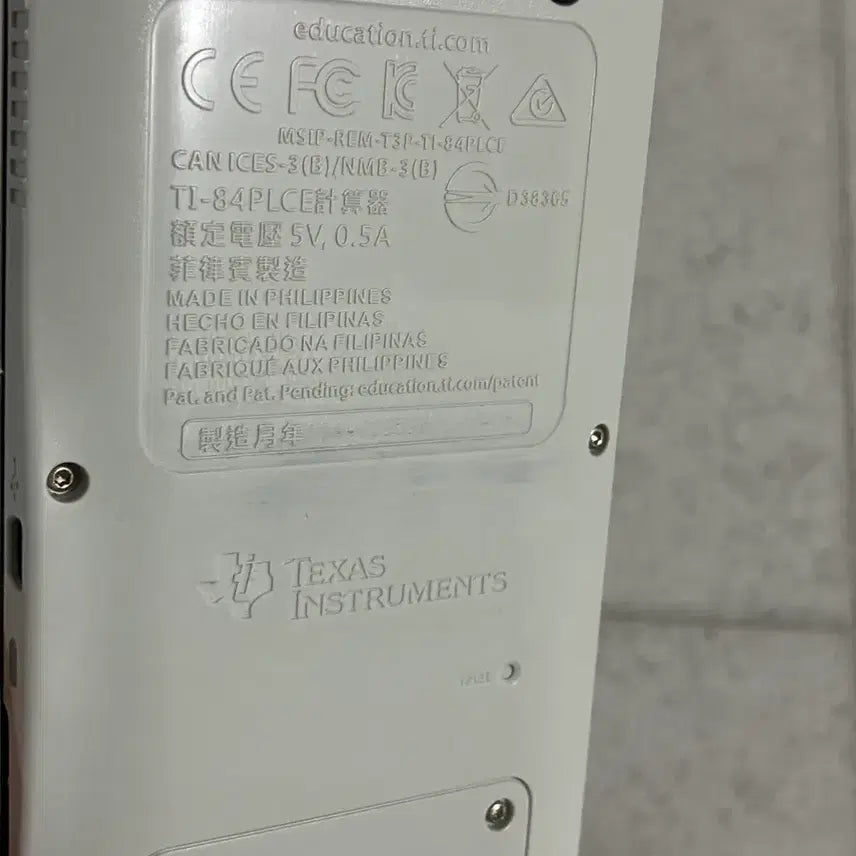 education.ti.com
CE FC
MSIP-REM-T3P-TI-84PLCE
CAN ICES-3(B)/NMB-3(B)
TI-84PLCE計算器
D38305
額定電壓 5V, 0.5A
菲律賓製造
MADE IN PHILIPPINES
HECHO EN FILIPINAS
FABRICADO NA FILIPINAS
FABRIQUÉ AUX PHILIPPINES
Pat. and Pat. Pending: education.ti.com/patent
製造月年
TEXAS
INSTRUMENTS
reset